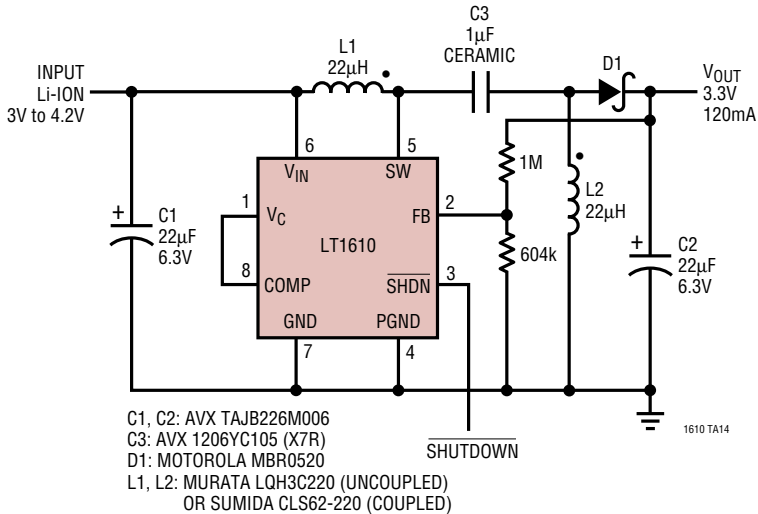 INPUT
Li-ION
3V to 4.2V
L1
22µH
C3
1µF
CERAMIC
D1
VOUT
3.3V
120mA
6
5
VIN
SW
1M
1
VC
2
FB
L2
22µH
+
C1
22µF
6.3V
LT1610
604k
+
C2
22µF
6.3V
8
COMP
3
SHDN
GND
PGND
7
4
C1, C2: AVX TAJB226M006
C3: AVX 1206YC105 (X7R)
D1: MOTOROLA MBR0520
L1, L2: MURATA LQH3C220 (UNCOUPLED)
OR SUMIDA CLS62-220 (COUPLED)
SHUTDOWN
1610 TA14